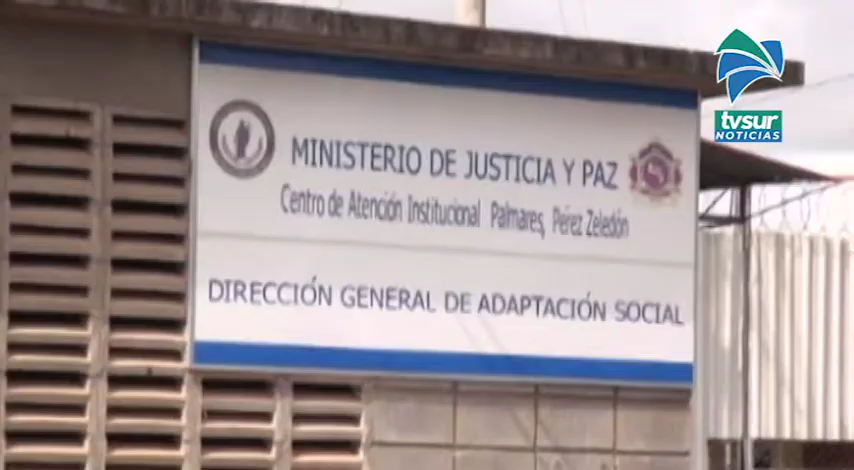 MINISTERIO DE JUSTICIA Y PAZ
Centro de Atención Institucional Palmares, Pérez Zeledón
DIRECCIÓN GENERAL DE ADAPTACIÓN SOCIAL
tvsur
NOTICIAS